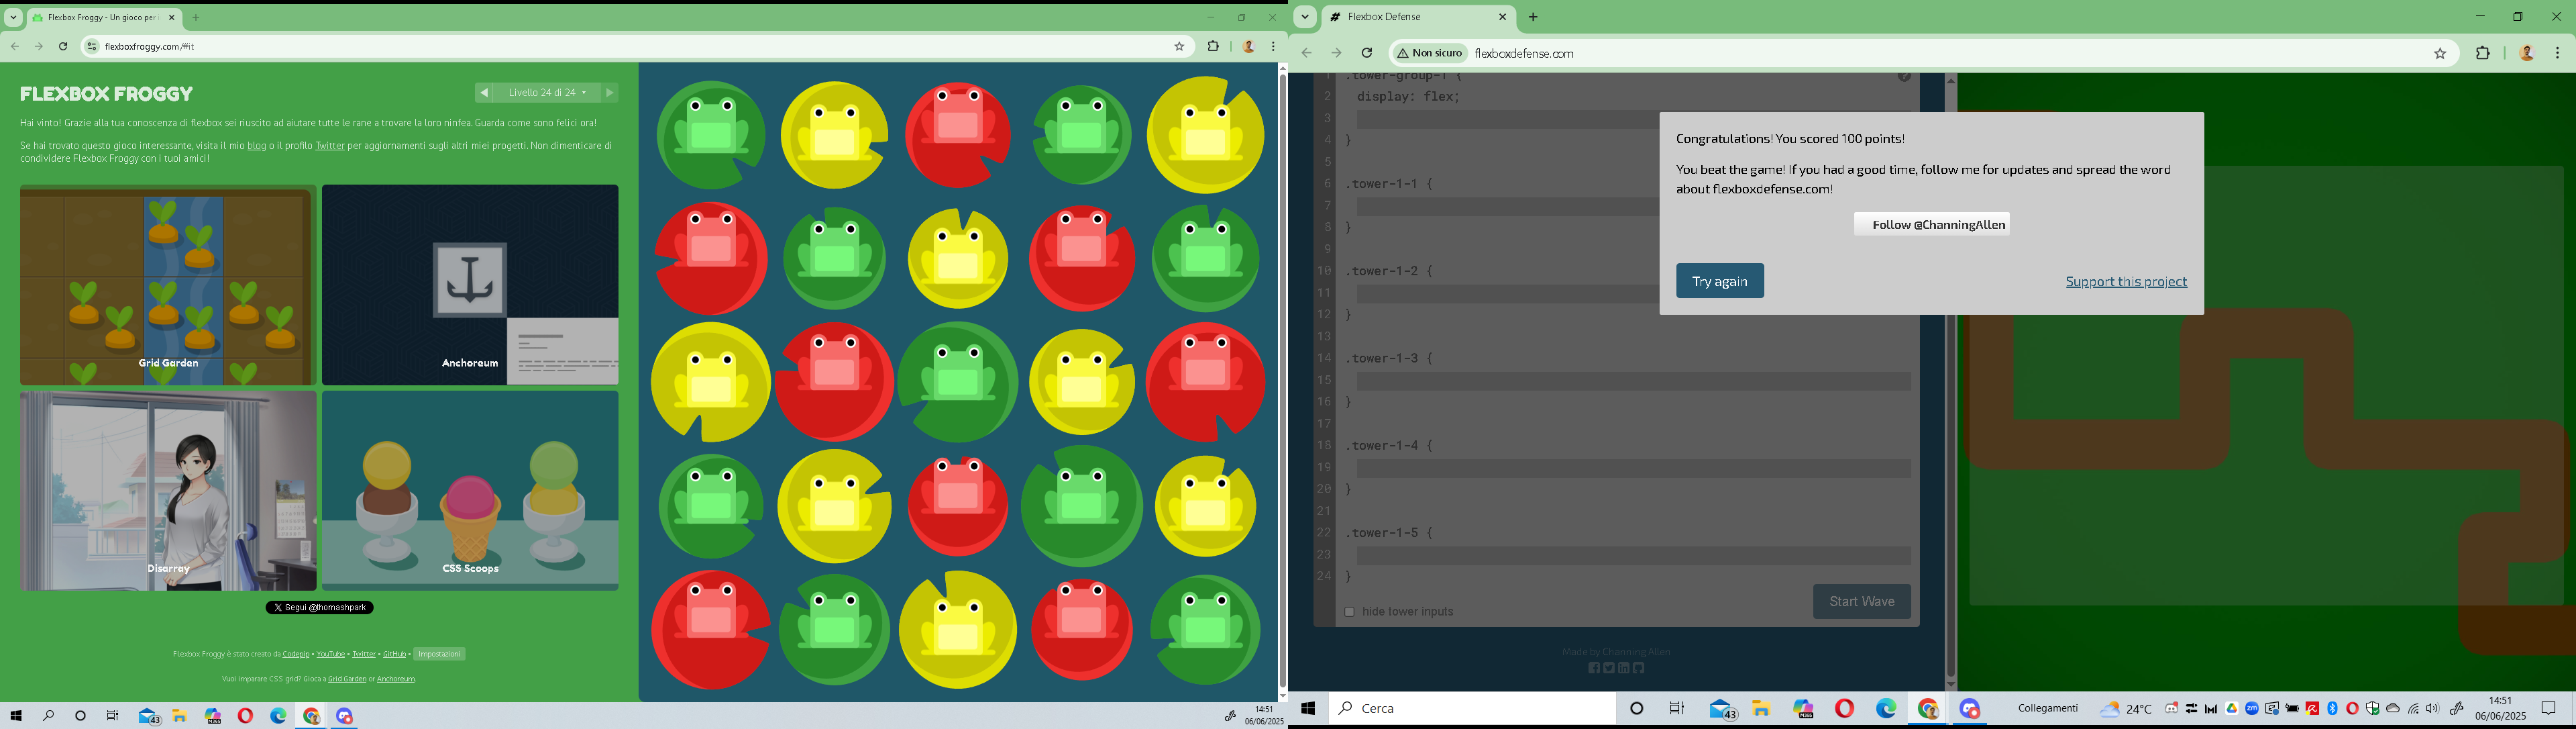 Flexbox Froggy - Un gioco per
flexboxfroggy.com/#it
FLEXBOX FROGGY
◀ Livello 24 di 24 ▾ ▶
Hai vinto! Grazie alla tua conoscenza di flexbox sei riuscito ad aiutare tutte le rane a trovare la loro ninfea. Guarda come sono felici ora!
Se hai trovato questo gioco interessante, visita il mio blog o il profilo Twitter per aggiornamenti sugli altri miei progetti. Non dimenticare di
condividere Flexbox Froggy con i tuoi amici!
Grid Garden
Anchoreum
Disarray
CSS Scoops
X Segui @thomashpark
Flexbox Froggy è stato creato da Codepip • YouTube • Twitter • GitHub • Impostazioni
Vuoi imparare CSS grid? Gioca a Grid Garden or Anchoreum.
43
M365
14:51
06/06/2025
# Flexbox Defense
Non sicuro
flexboxdefense.com
1 .tower-group-1 {
2 display: flex;
3
4 }
5
6 .tower-1-1 {
7
8 }
9
10 .tower-1-2 {
11
12 }
13
14 .tower-1-3 {
15
16 }
17
18 .tower-1-4 {
19
20 }
21
22 .tower-1-5 {
23
24 }
hide tower inputs
Start Wave
Made by Channing Allen
Congratulations! You scored 100 points!
You beat the game! If you had a good time, follow me for updates and spread the word
about flexboxdefense.com!
Follow @ChanningAllen
Try again
Support this project
Cerca
43
M365
Collegamenti
24°C
zm
14:51
06/06/2025